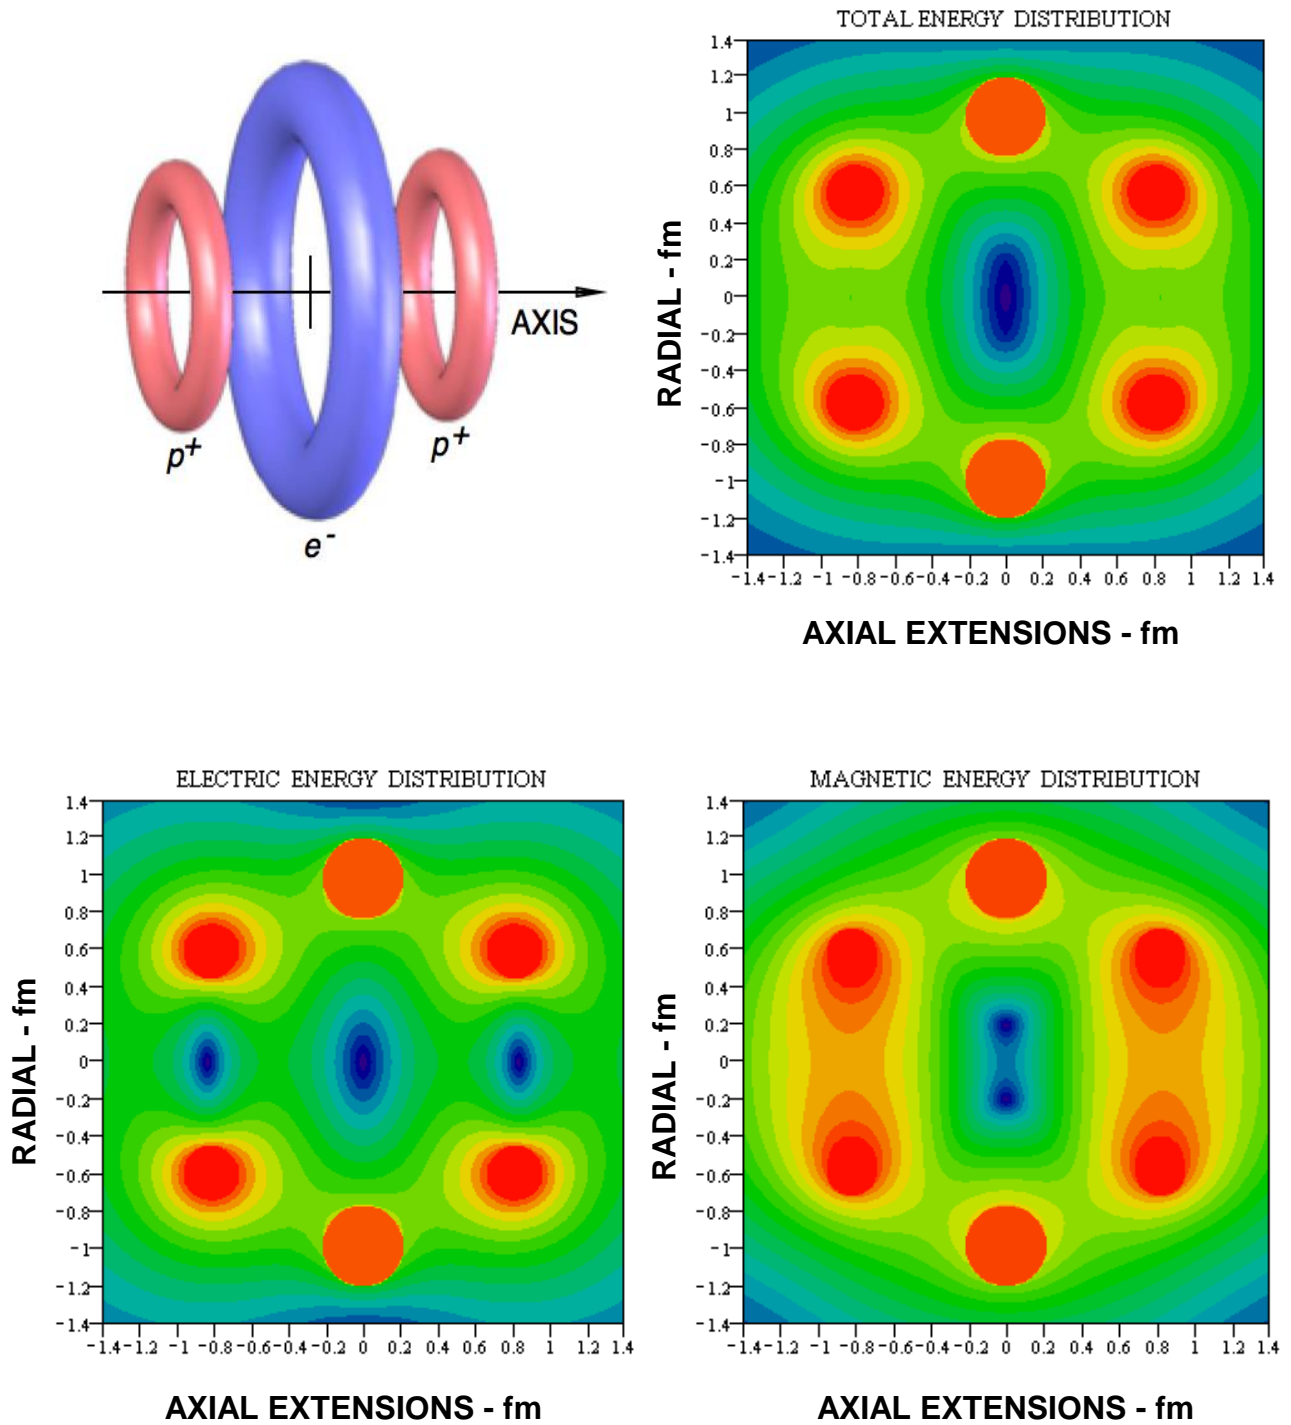 TOTAL ENERGY DISTRIBUTION
1.4
1.2
1
0.8
0.6
0.4
0.2
0
-0.2
-0.4
-0.6
-0.8
-1
-1.2
-1.4
RADIAL - fm
-1.4 -1.2 -1 -0.8 -0.6 -0.4 -0.2 0 0.2 0.4 0.6 0.8 1 1.2 1.4
AXIAL EXTENSIONS - fm
AXIS
p+
p+
e-
ELECTRIC ENERGY DISTRIBUTION
1.4
1.2
1
0.8
0.6
0.4
0.2
0
-0.2
-0.4
-0.6
-0.8
-1
-1.2
-1.4
RADIAL - fm
-1.4 -1.2 -1 -0.8 -0.6 -0.4 -0.2 0 0.2 0.4 0.6 0.8 1 1.2 1.4
AXIAL EXTENSIONS - fm
MAGNETIC ENERGY DISTRIBUTION
1.4
1.2
1
0.8
0.6
0.4
0.2
0
-0.2
-0.4
-0.6
-0.8
-1
-1.2
-1.4
RADIAL - fm
-1.4 -1.2 -1 -0.8 -0.6 -0.4 -0.2 0 0.2 0.4 0.6 0.8 1 1.2 1.4
AXIAL EXTENSIONS - fm